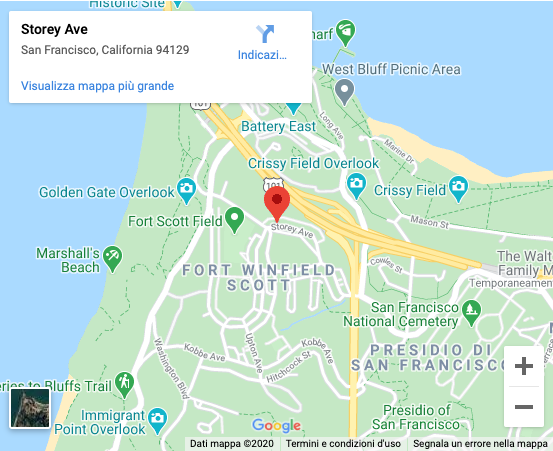 Historic Site
Storey Ave
San Francisco, California 94129
Indicazi...
Visualizza mappa più grande
West Bluff Picnic Area
101
Battery East
Long Ave
Marine Dr
Crissy Field Overlook
101
Golden Gate Overlook
Crissy Field
Fort Scott Field
Mason St
Storey Ave
Marshall's
Beach
Cowles St
The Walt
Family M
Temporaneamen
FORT WINFIELD
SCOTT
San Francisco
National Cemetery
Kobbe Ave
Upton Ave
Kobbe
Ave
Hitchcock St
Washington Blvd
PRESIDIO DI
SAN FRANCISCO
Bluffs Trail
Immigrant
Point Overlook
Presidio of
San Francisco
Google
Dati mappa ©2020
Termini e condizioni d'uso
Segnala un errore nella mappa